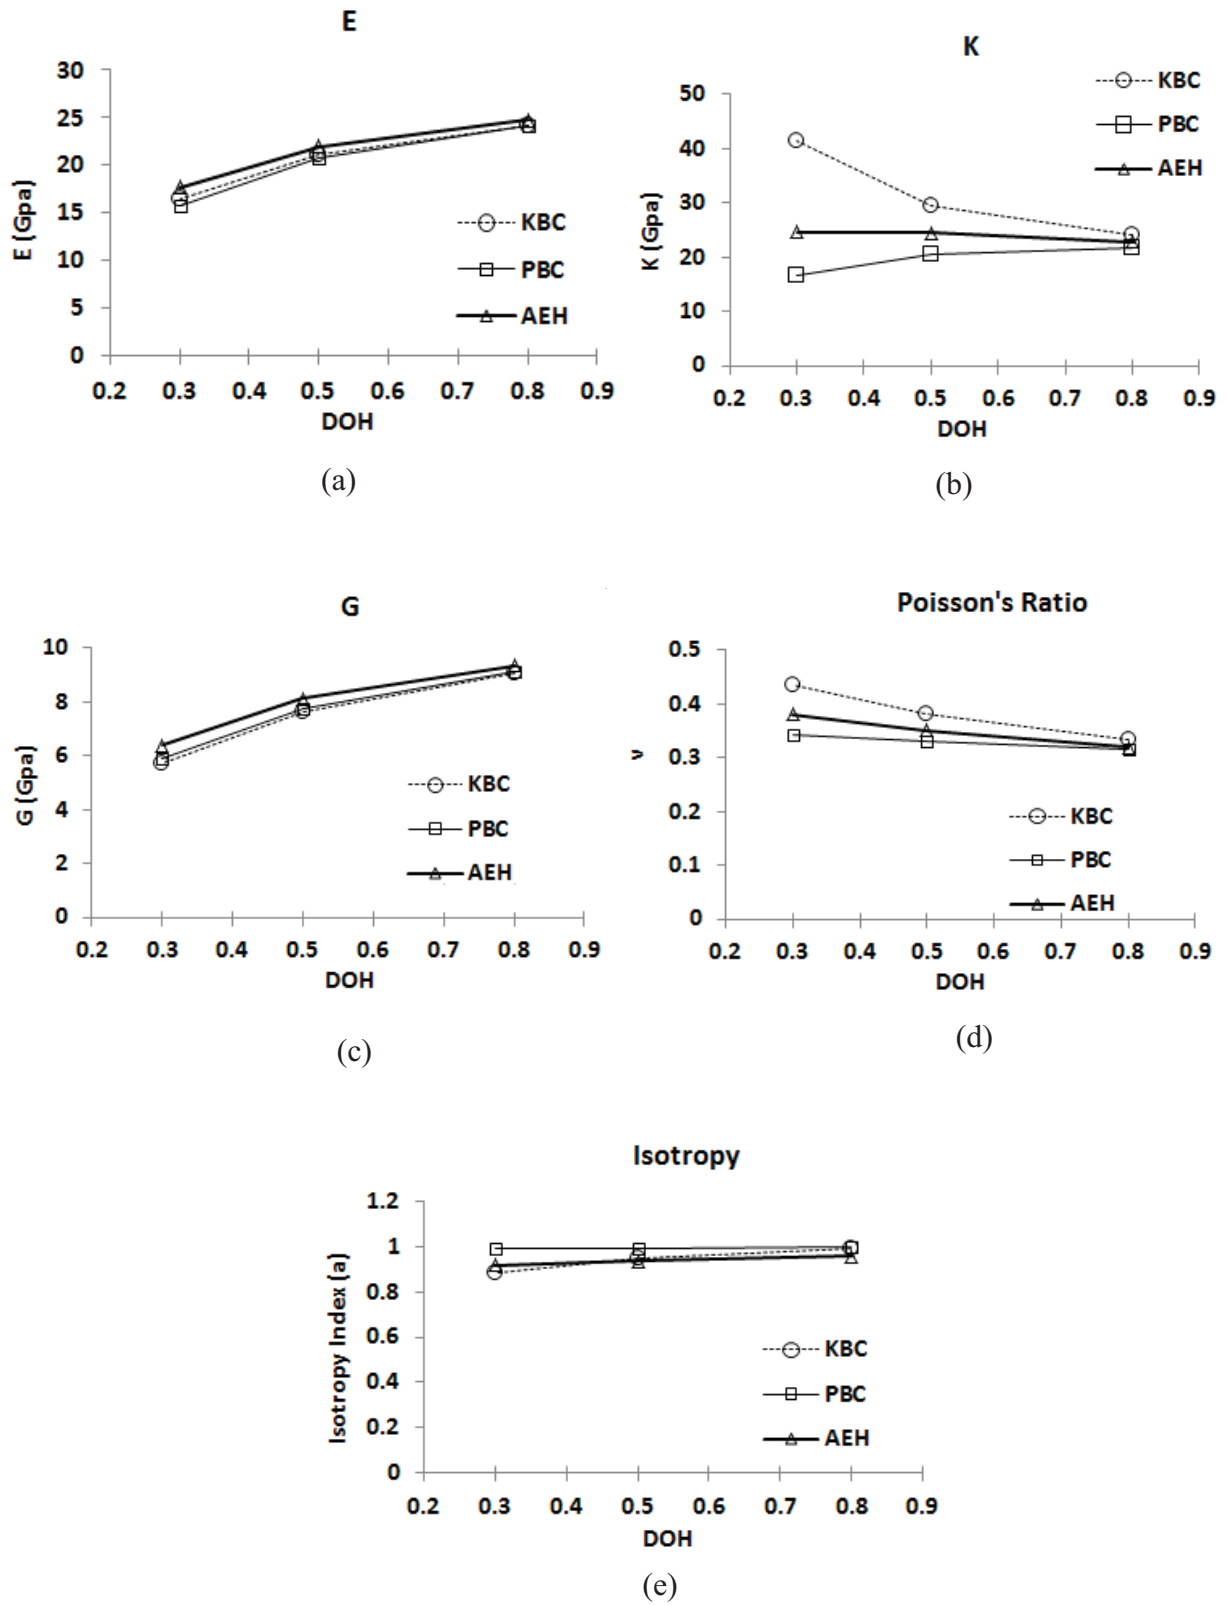 E
30
25
20
15
10
5
0
E (Gpa)
KBC
PBC
AEH
0.2 0.3 0.4 0.5 0.6 0.7 0.8 0.9
DOH
(a)
K
50
40
30
20
10
0
K (Gpa)
KBC
PBC
AEH
0.2 0.3 0.4 0.5 0.6 0.7 0.8 0.9
DOH
(b)
G
10
8
6
4
2
0
G (Gpa)
KBC
PBC
AEH
0.2 0.3 0.4 0.5 0.6 0.7 0.8 0.9
DOH
(c)
Poisson's Ratio
0.5
0.4
0.3
0.2
0.1
0
ν
KBC
PBC
AEH
0.2 0.3 0.4 0.5 0.6 0.7 0.8 0.9
DOH
(d)
Isotropy
1.2
1
0.8
0.6
0.4
0.2
0
Isotropy Index (a)
KBC
PBC
AEH
0.2 0.3 0.4 0.5 0.6 0.7 0.8 0.9
DOH
(e)